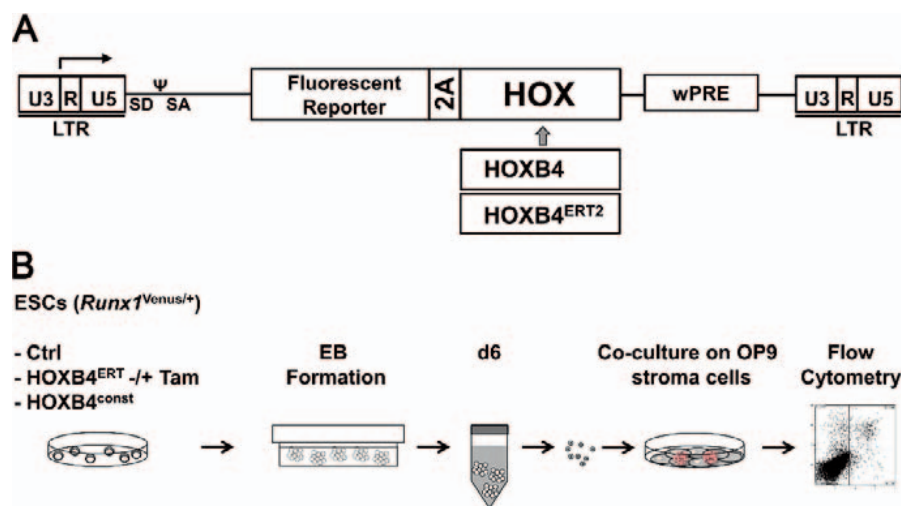 A
U3 R U5
LTR
SD
Ψ
SA
Fluorescent
Reporter
2A
HOX
wPRE
U3 R U5
LTR
HOXB4
HOXB4ERT2
B
ESCs (Runx1Venus/+)
- Ctrl
- HOXB4ERT -/+ Tam
- HOXB4const
EB
Formation
d6
Co-culture on OP9
stroma cells
Flow
Cytometry